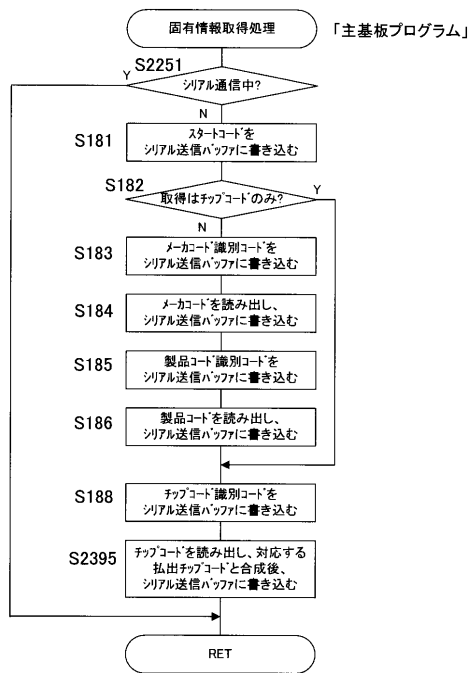 固有情報取得処理
「主基板プログラム」
S2251
Y
シリアル通信中?
N
S181
スタートコードを
シリアル送信バッファに書き込む
S182
取得はチップコードのみ?
Y
N
S183
メーカコード識別コードを
シリアル送信バッファに書き込む
S184
メーカコードを読み出し、
シリアル送信バッファに書き込む
S185
製品コード識別コードを
シリアル送信バッファに書き込む
S186
製品コードを読み出し、
シリアル送信バッファに書き込む
S188
チップコード識別コードを
シリアル送信バッファに書き込む
S2395
チップコードを読み出し、対応する
払出チップコードと合成後、
シリアル送信バッファに書き込む
RET